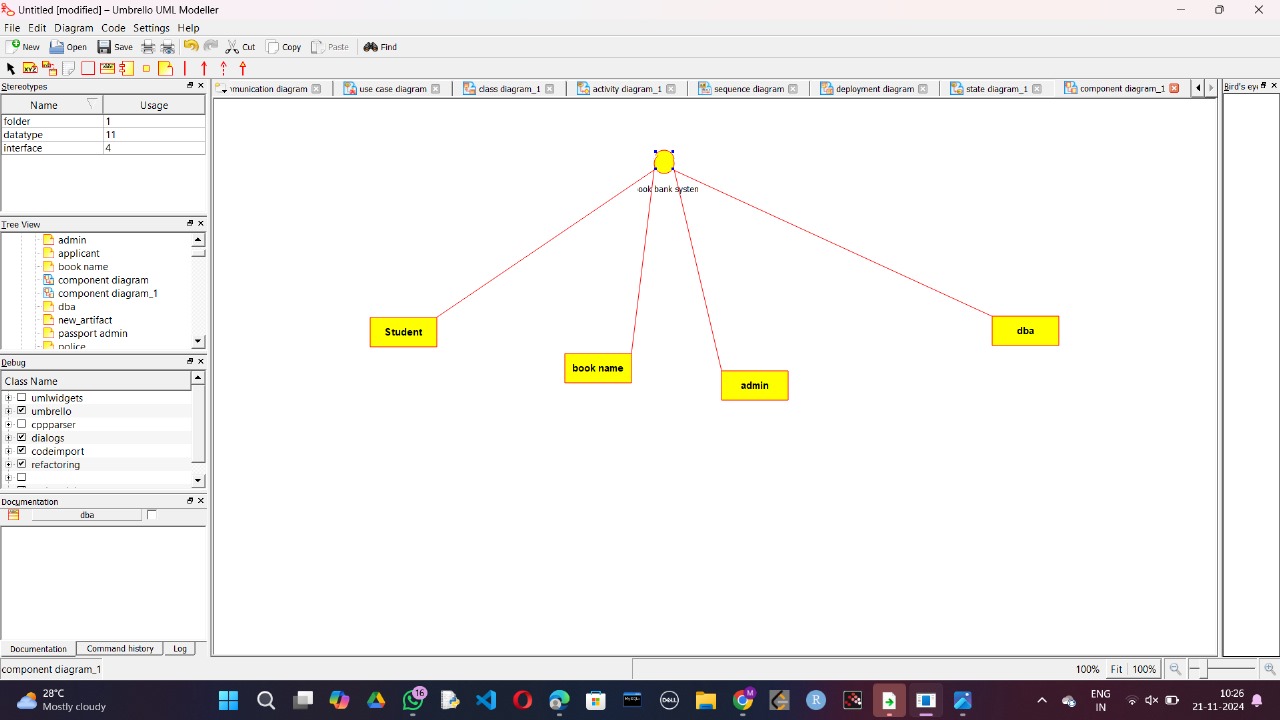 Untitled [modified] – Umbrello UML Modeller
File Edit Diagram Code Settings Help
New Open Save Cut Copy Paste Find
Stereotypes
Name Usage
folder 1
datatype 11
interface 4
Tree View
admin
applicant
book name
component diagram
component diagram_1
dba
new_artifact
passport admin
police
Debug
Class Name
umlwidgets
umbrello
cppparser
dialogs
codeimport
refactoring
Documentation
dba
Documentation Command history Log
component diagram_1
munication diagram use case diagram class diagram_1 activity diagram_1 sequence diagram deployment diagram state diagram_1 component diagram_1
ook bank systen
Student
book name
admin
dba
Bird's eye
100% Fit 100%
28°C
Mostly cloudy
16
DELL
M
R
ENG
IN
10:26
21-11-2024